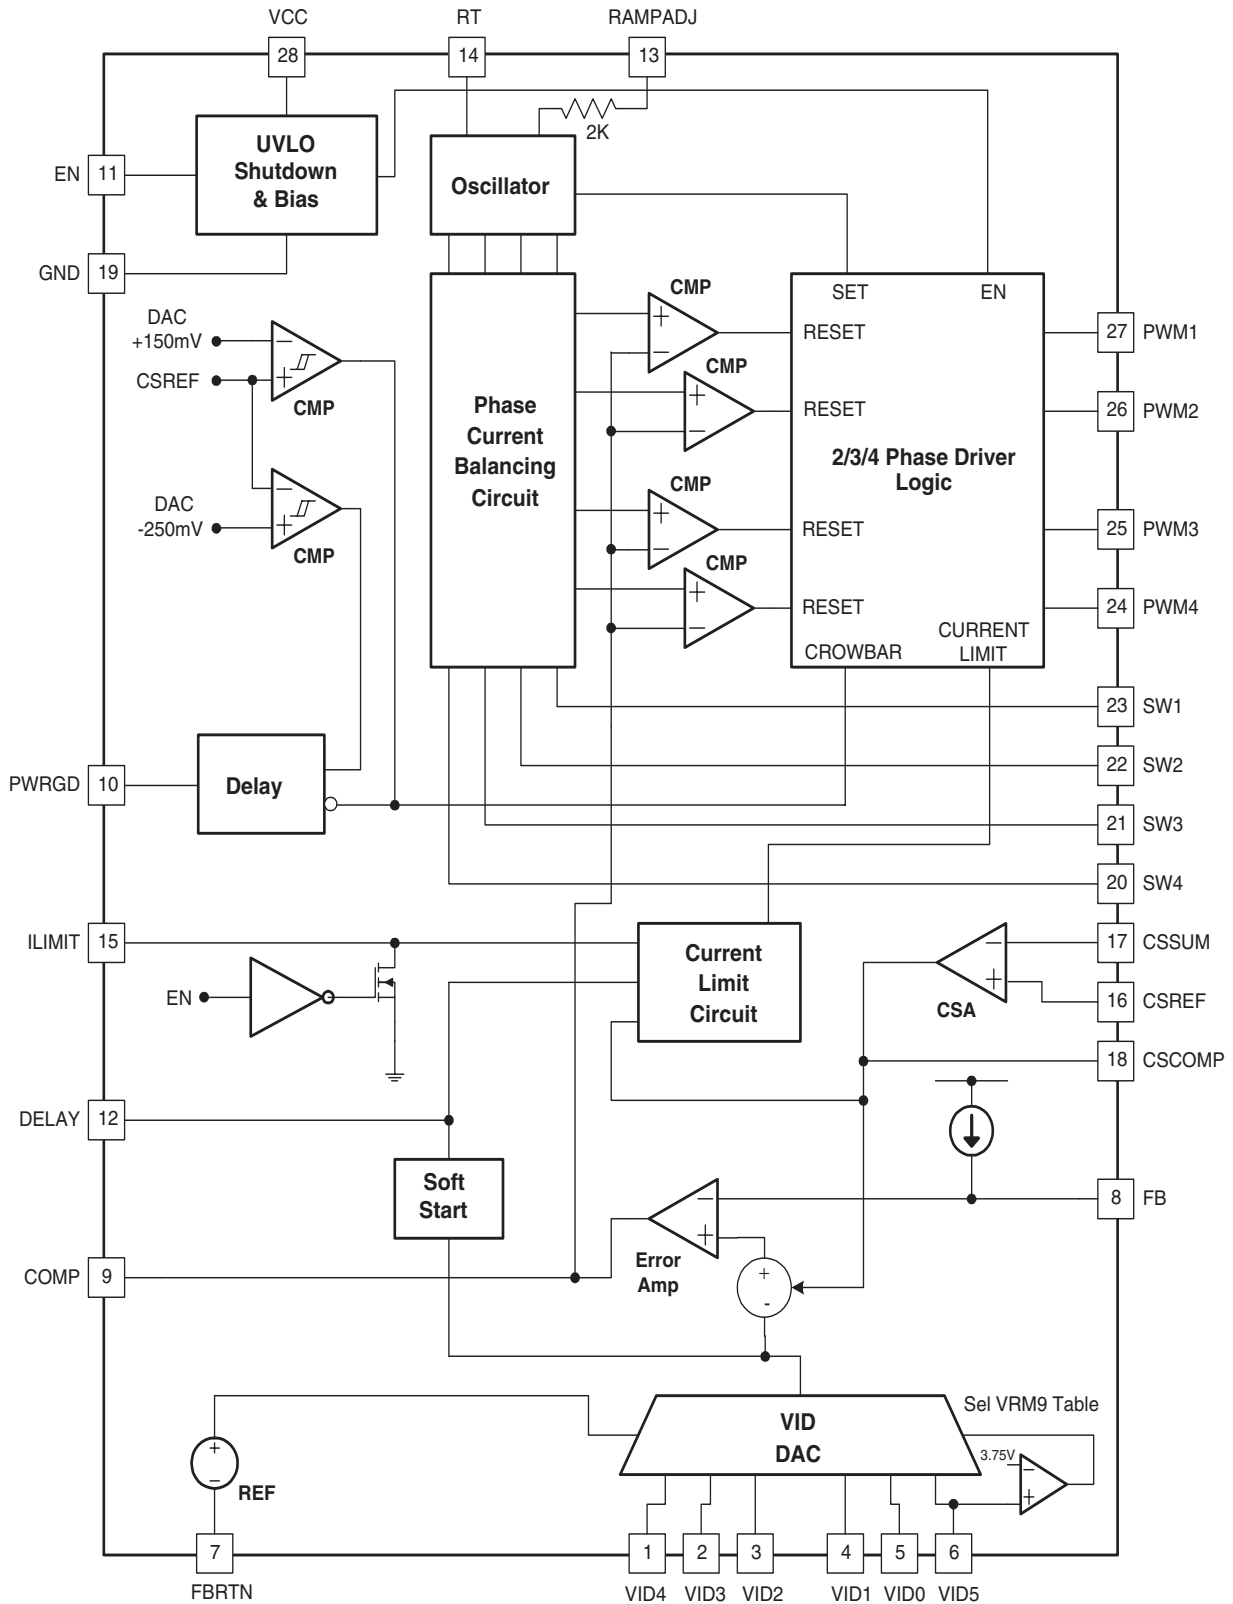 VCC RT RAMPADJ
28 14 13
2K
UVLO
Shutdown
& Bias
EN 11
Oscillator
GND 19
SET EN
CMP
RESET
27 PWM1
DAC
+150mV
−
CSREF
+
CMP
+
−
CMP
RESET
26 PWM2
+
−
Phase
Current
Balancing
Circuit
2/3/4 Phase Driver
Logic
DAC
-250mV
−
+
CMP
CMP
+
−
RESET
25 PWM3
CMP
+
−
RESET
24 PWM4
CROWBAR
CURRENT
LIMIT
23 SW1
22 SW2
PWRGD 10
Delay
21 SW3
20 SW4
ILIMIT 15
Current
Limit
Circuit
−
+
CSA
17 CSSUM
EN
16 CSREF
18 CSCOMP
DELAY 12
Soft
Start
−
+
8 FB
Error
Amp
COMP 9
+
-
Sel VRM9 Table
VID
DAC
3.75V
−
+
+
−
REF
7
1 2 3 4 5 6
FBRTN
VID4 VID3 VID2 VID1 VID0 VID5